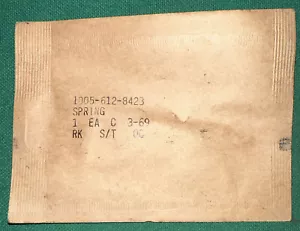 1005-612-8423
SPRING
1 EA C 3-69
RK S/T